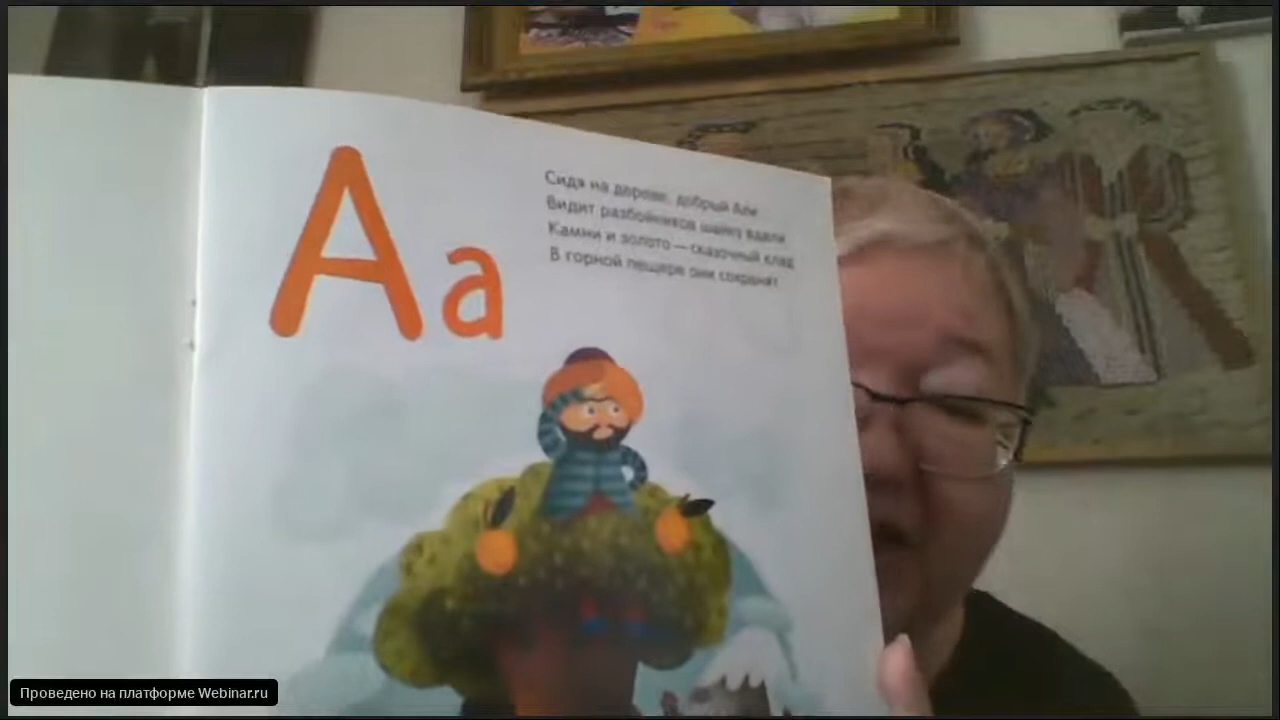 Аа
Сидя на дереве, добрый Али
Видит разбойников шайку вдали
Камни и золото — сказочный клад
В горной пещере они сохранят
Проведено на платформе Webinar.ru